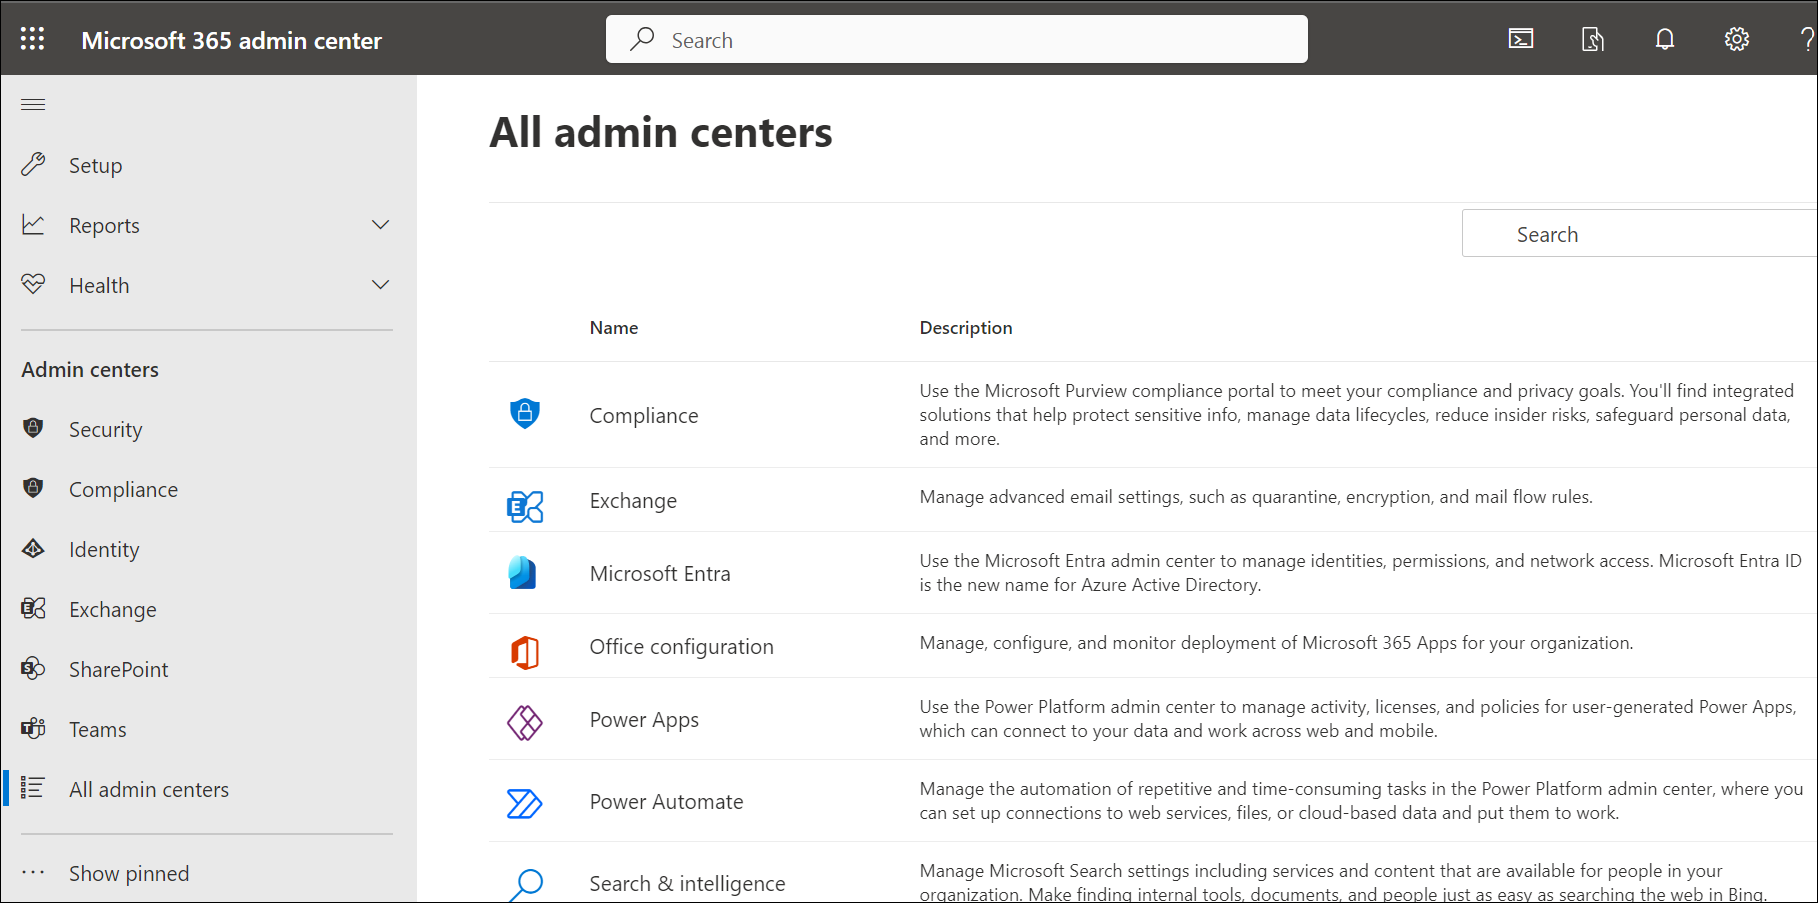 Microsoft 365 admin center
Search
Setup
Reports
Health
Admin centers
Security
Compliance
Identity
Exchange
SharePoint
Teams
All admin centers
Show pinned
All admin centers
Search
Name
Description
Compliance
Use the Microsoft Purview compliance portal to meet your compliance and privacy goals. You'll find integrated
solutions that help protect sensitive info, manage data lifecycles, reduce insider risks, safeguard personal data,
and more.
Exchange
Manage advanced email settings, such as quarantine, encryption, and mail flow rules.
Microsoft Entra
Use the Microsoft Entra admin center to manage identities, permissions, and network access. Microsoft Entra ID
is the new name for Azure Active Directory.
Office configuration
Manage, configure, and monitor deployment of Microsoft 365 Apps for your organization.
Power Apps
Use the Power Platform admin center to manage activity, licenses, and policies for user-generated Power Apps,
which can connect to your data and work across web and mobile.
Power Automate
Manage the automation of repetitive and time-consuming tasks in the Power Platform admin center, where you
can set up connections to web services, files, or cloud-based data and put them to work.
Search & intelligence
Manage Microsoft Search settings including services and content that are available for people in your
organization. Make finding internal tools, documents, and people just as easy as searching the web in Bing.